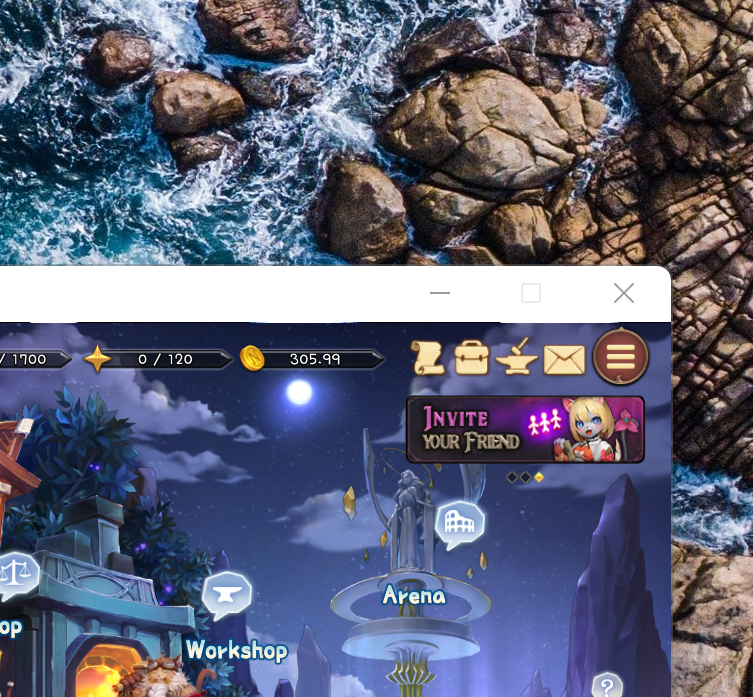 / 1700
0 / 120
305.99
INVITE
YOUR FRIEND
Arena
op
Workshop
?